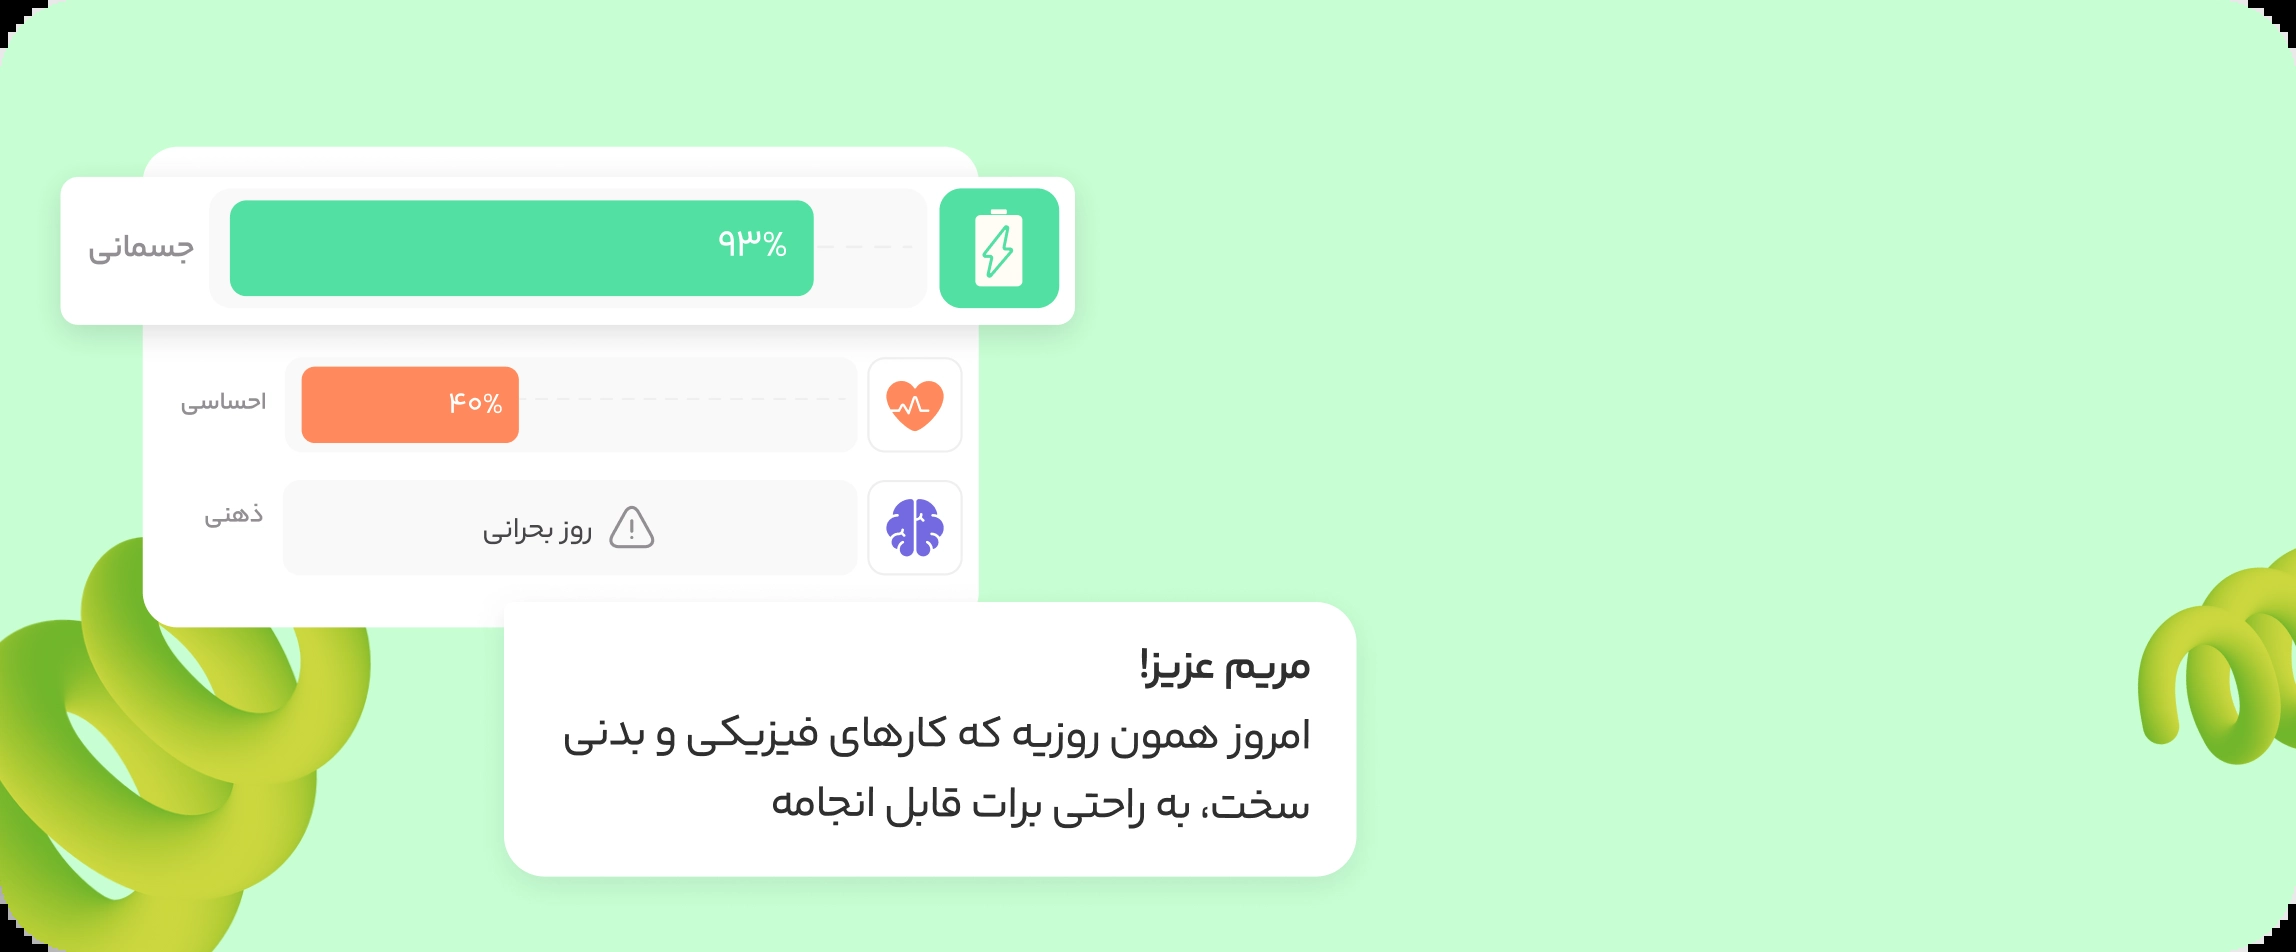 جسمانی
۹۳%
احساسی
۴۰%
ذهنی
روز بحرانی
مریم عزیز!
امروز همون روزیه که کارهای فیزیکی و بدنی
سخت، به راحتی برات قابل انجامه